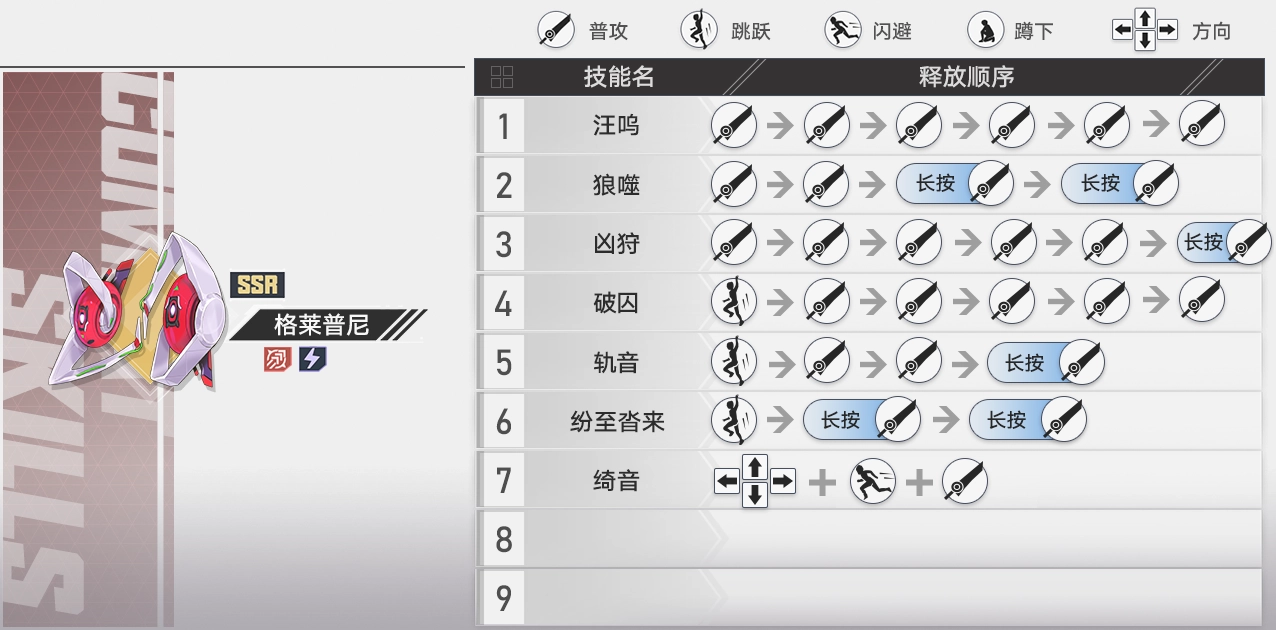 普攻 跳跃 闪避 蹲下 方向
技能名 释放顺序
1 汪呜
2 狼噬 长按 长按
3 凶狩 长按
4 破囚
5 轨音 长按
6 纷至沓来 长按 长按
7 绮音
8
9
SSR
格莱普尼
SKILLS